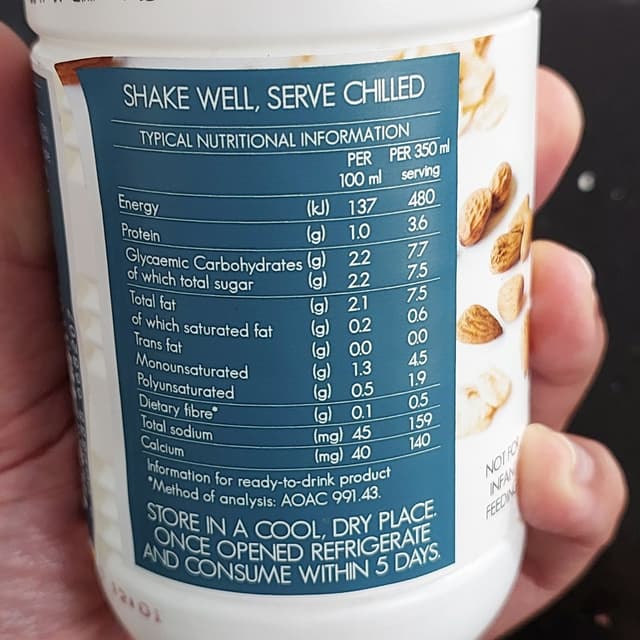 SHAKE WELL, SERVE CHILLED
TYPICAL NUTRITIONAL INFORMATION
PER 100 ml PER 350 ml serving
Energy (kJ) 137 480
Protein (g) 1.0 3.6
Glycaemic Carbohydrates (g) 2.2 7.7
of which total sugar (g) 2.2 7.5
Total fat (g) 2.1 7.5
of which saturated fat (g) 0.2 0.6
Trans fat (g) 0.0 0.0
Monounsaturated (g) 1.3 4.5
Polyunsaturated (g) 0.5 1.9
Dietary fibre* (g) 0.1 0.5
Total sodium (mg) 45 159
Calcium (mg) 40 140
Information for ready-to-drink product
*Method of analysis: AOAC 991.43.
STORE IN A COOL, DRY PLACE.
ONCE OPENED REFRIGERATE
AND CONSUME WITHIN 5 DAYS.
NOT FO
INFAN
FEEDIN